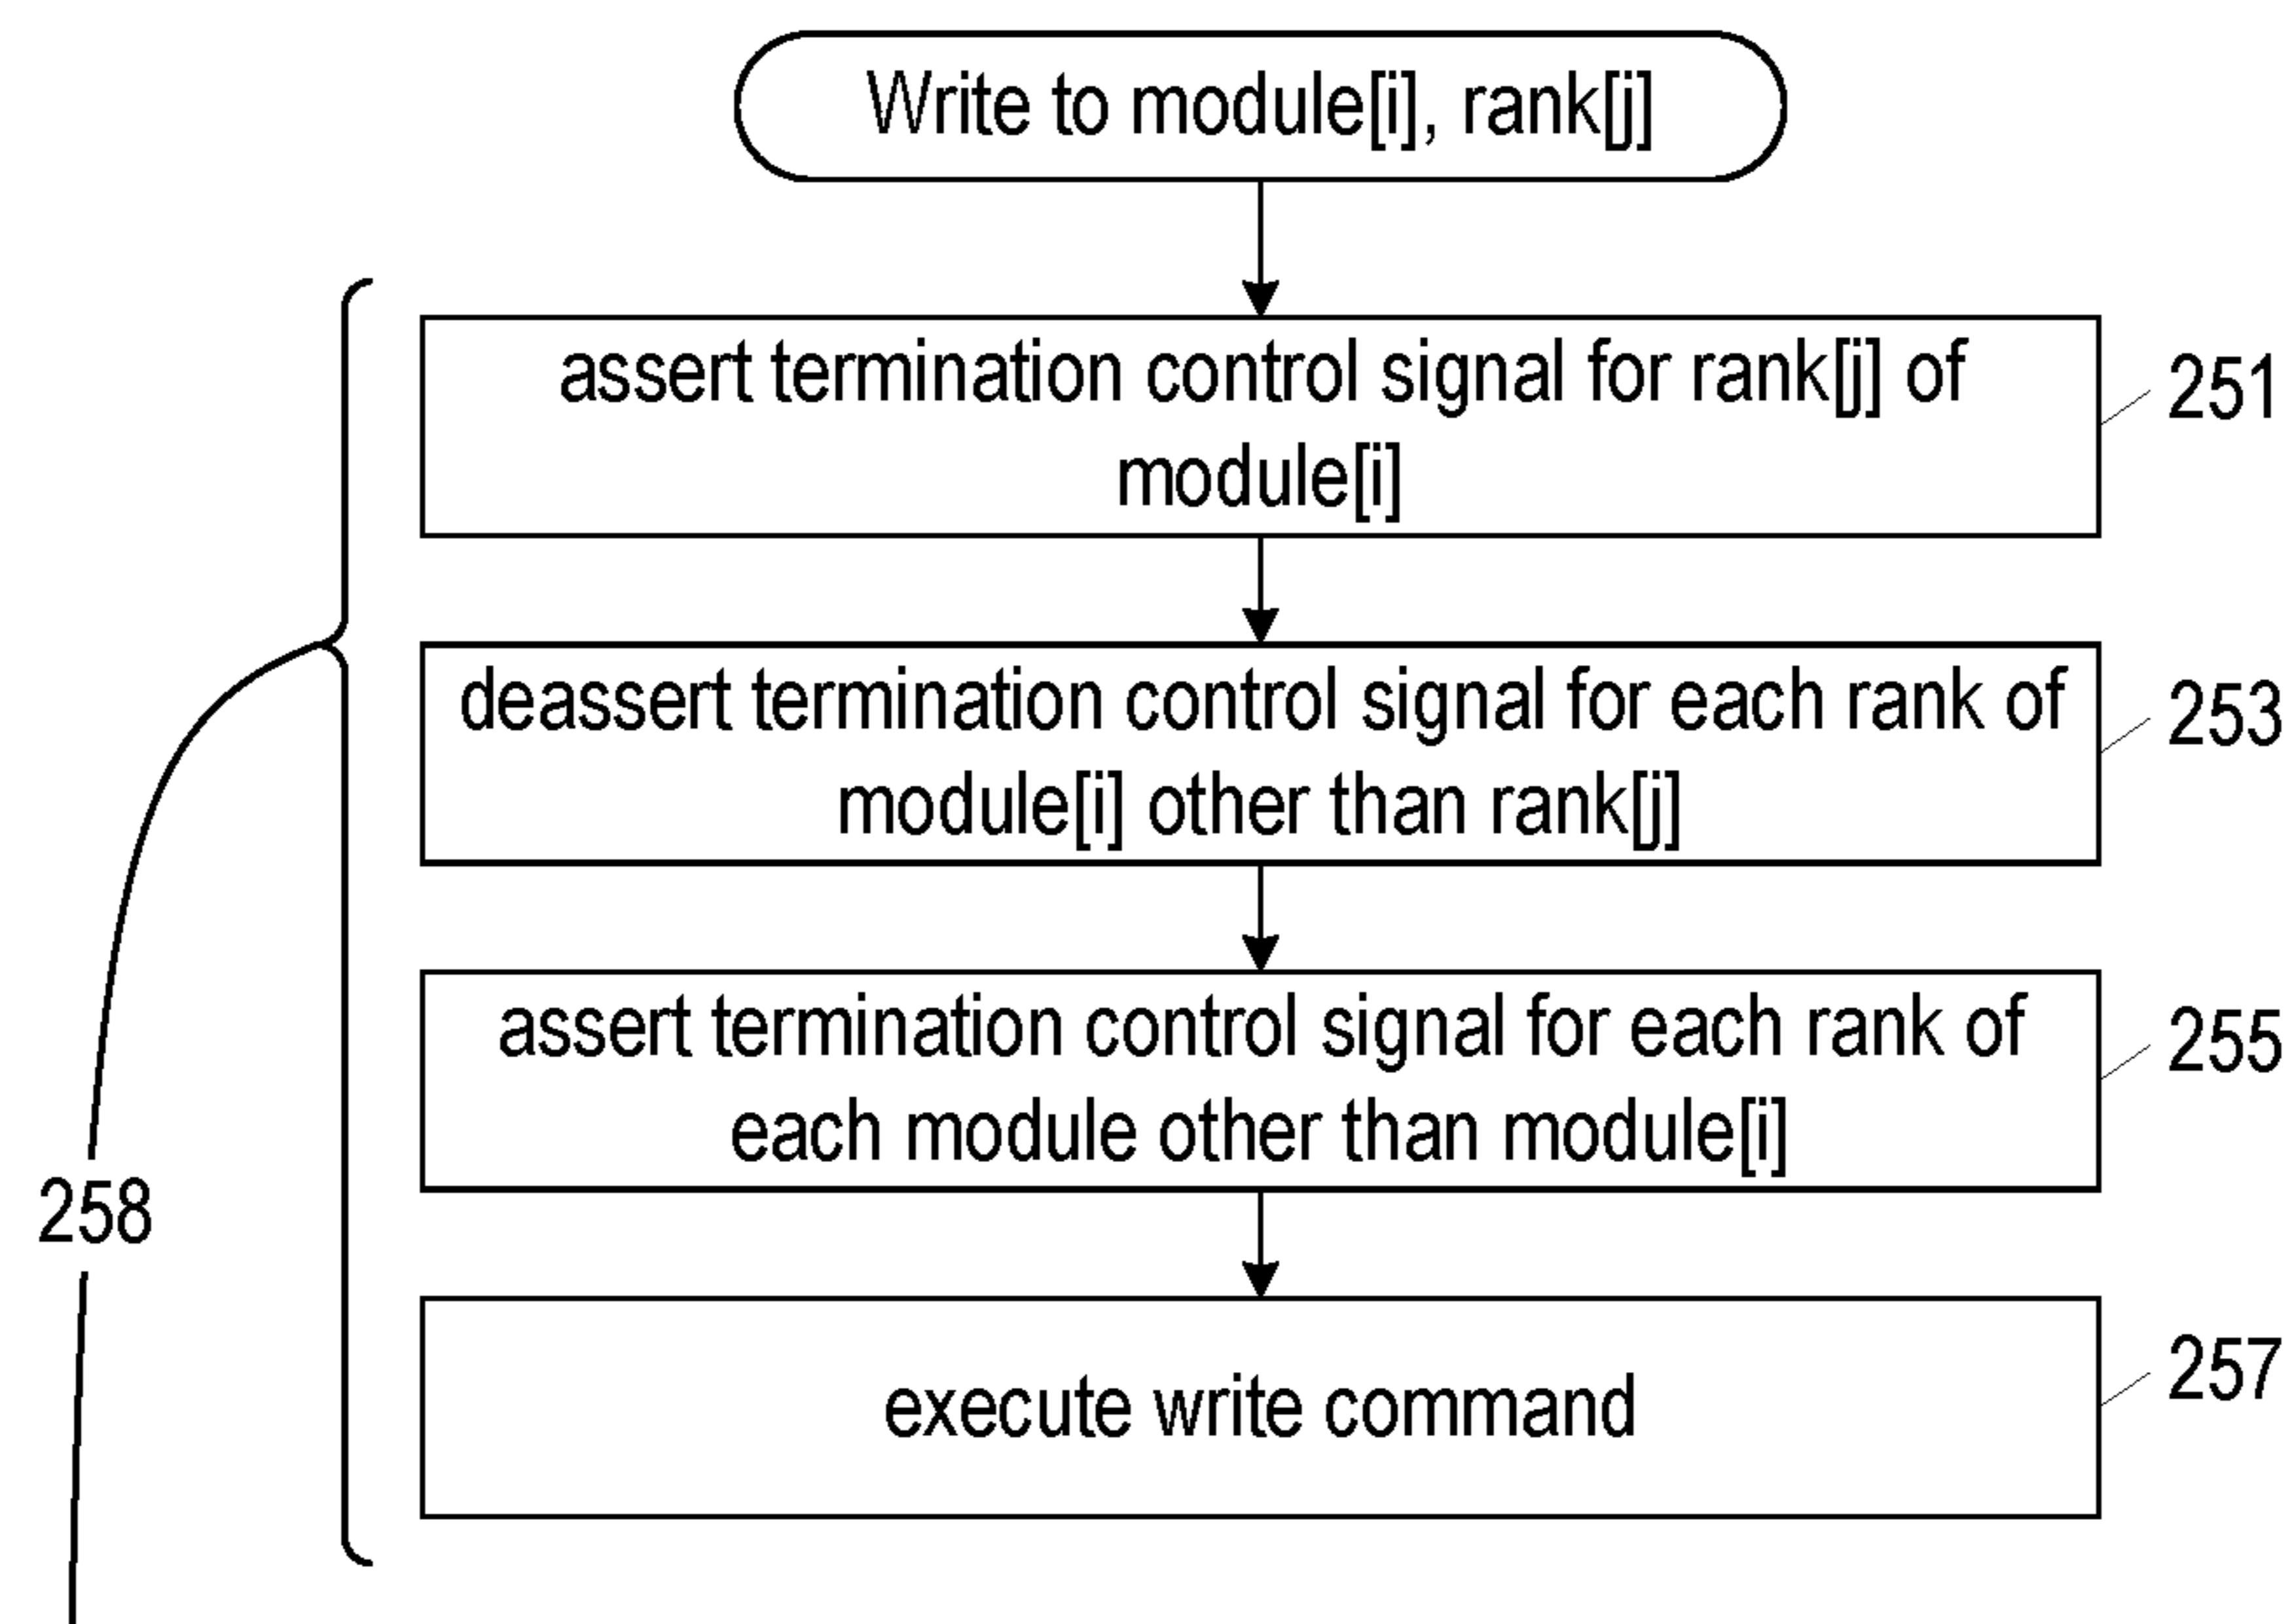 Write to module[i], rank[j]
assert termination control signal for rank[j] of
module[i]
251
deassert termination control signal for each rank of
module[i] other than rank[j]
253
assert termination control signal for each rank of
each module other than module[i]
255
258
execute write command
257